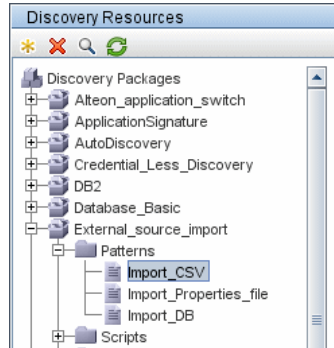 Discovery Resources
Discovery Packages
Alteon_application_switch
ApplicationSignature
AutoDiscovery
Credential_Less_Discovery
DB2
Database_Basic
External_source_import
Patterns
Import_CSV
Import_Properties_file
Import_DB
Scripts